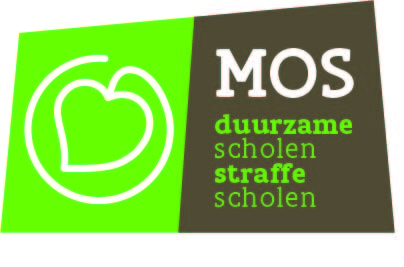 MOS
duurzame
scholen
straffe
scholen